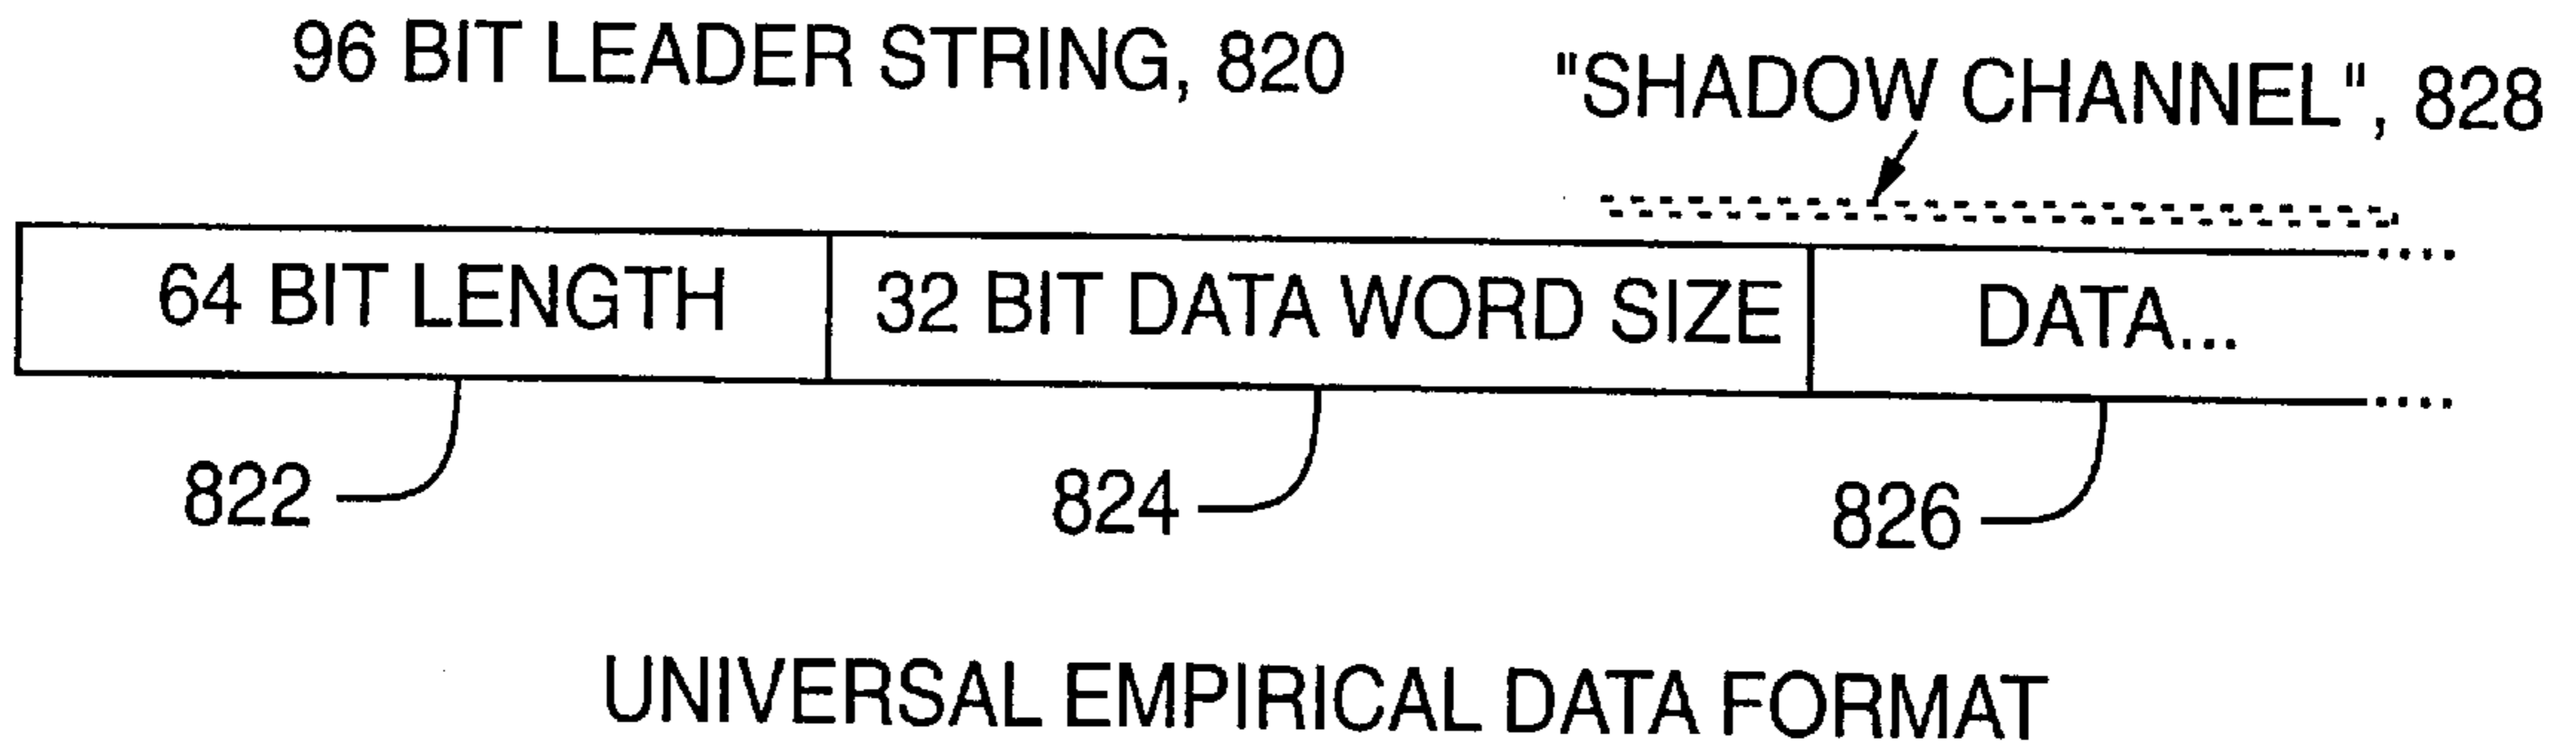 96 BIT LEADER STRING, 820
"SHADOW CHANNEL", 828
64 BIT LENGTH
32 BIT DATA WORD SIZE
DATA...
822
824
826
UNIVERSAL EMPIRICAL DATA FORMAT